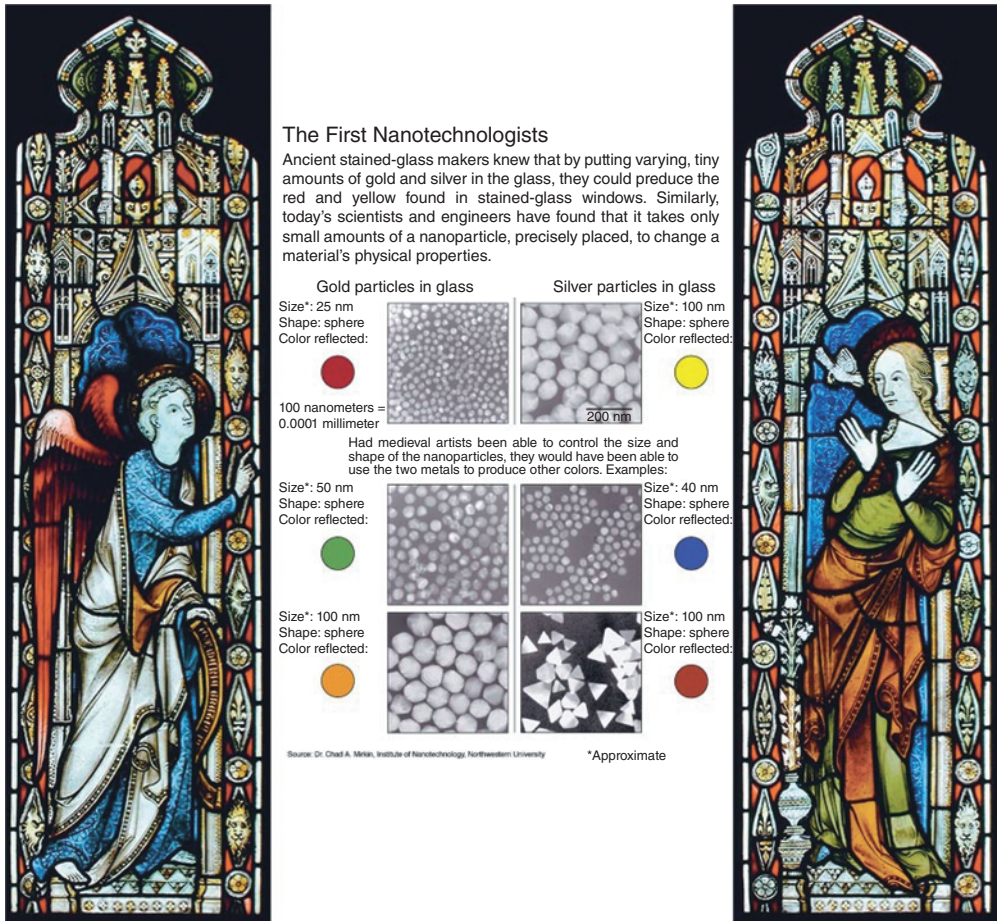 The First Nanotechnologists
Ancient stained-glass makers knew that by putting varying, tiny
amounts of gold and silver in the glass, they could preduce the
red and yellow found in stained-glass windows. Similarly,
today's scientists and engineers have found that it takes only
small amounts of a nanoparticle, precisely placed, to change a
material's physical properties.
Gold particles in glass
Silver particles in glass
Size*: 25 nm
Shape: sphere
Color reflected:
Size*: 100 nm
Shape: sphere
Color reflected:
100 nanometers =
0.0001 millimeter
200 nm
Had medieval artists been able to control the size and
shape of the nanoparticles, they would have been able to
use the two metals to produce other colors. Examples:
Size*: 50 nm
Shape: sphere
Color reflected:
Size*: 40 nm
Shape: sphere
Color reflected:
Size*: 100 nm
Shape: sphere
Color reflected:
Size*: 100 nm
Shape: sphere
Color reflected:
Source: Dr. Chad A. Mirkin, Institute of Nanotechnology, Northwestern University
*Approximate